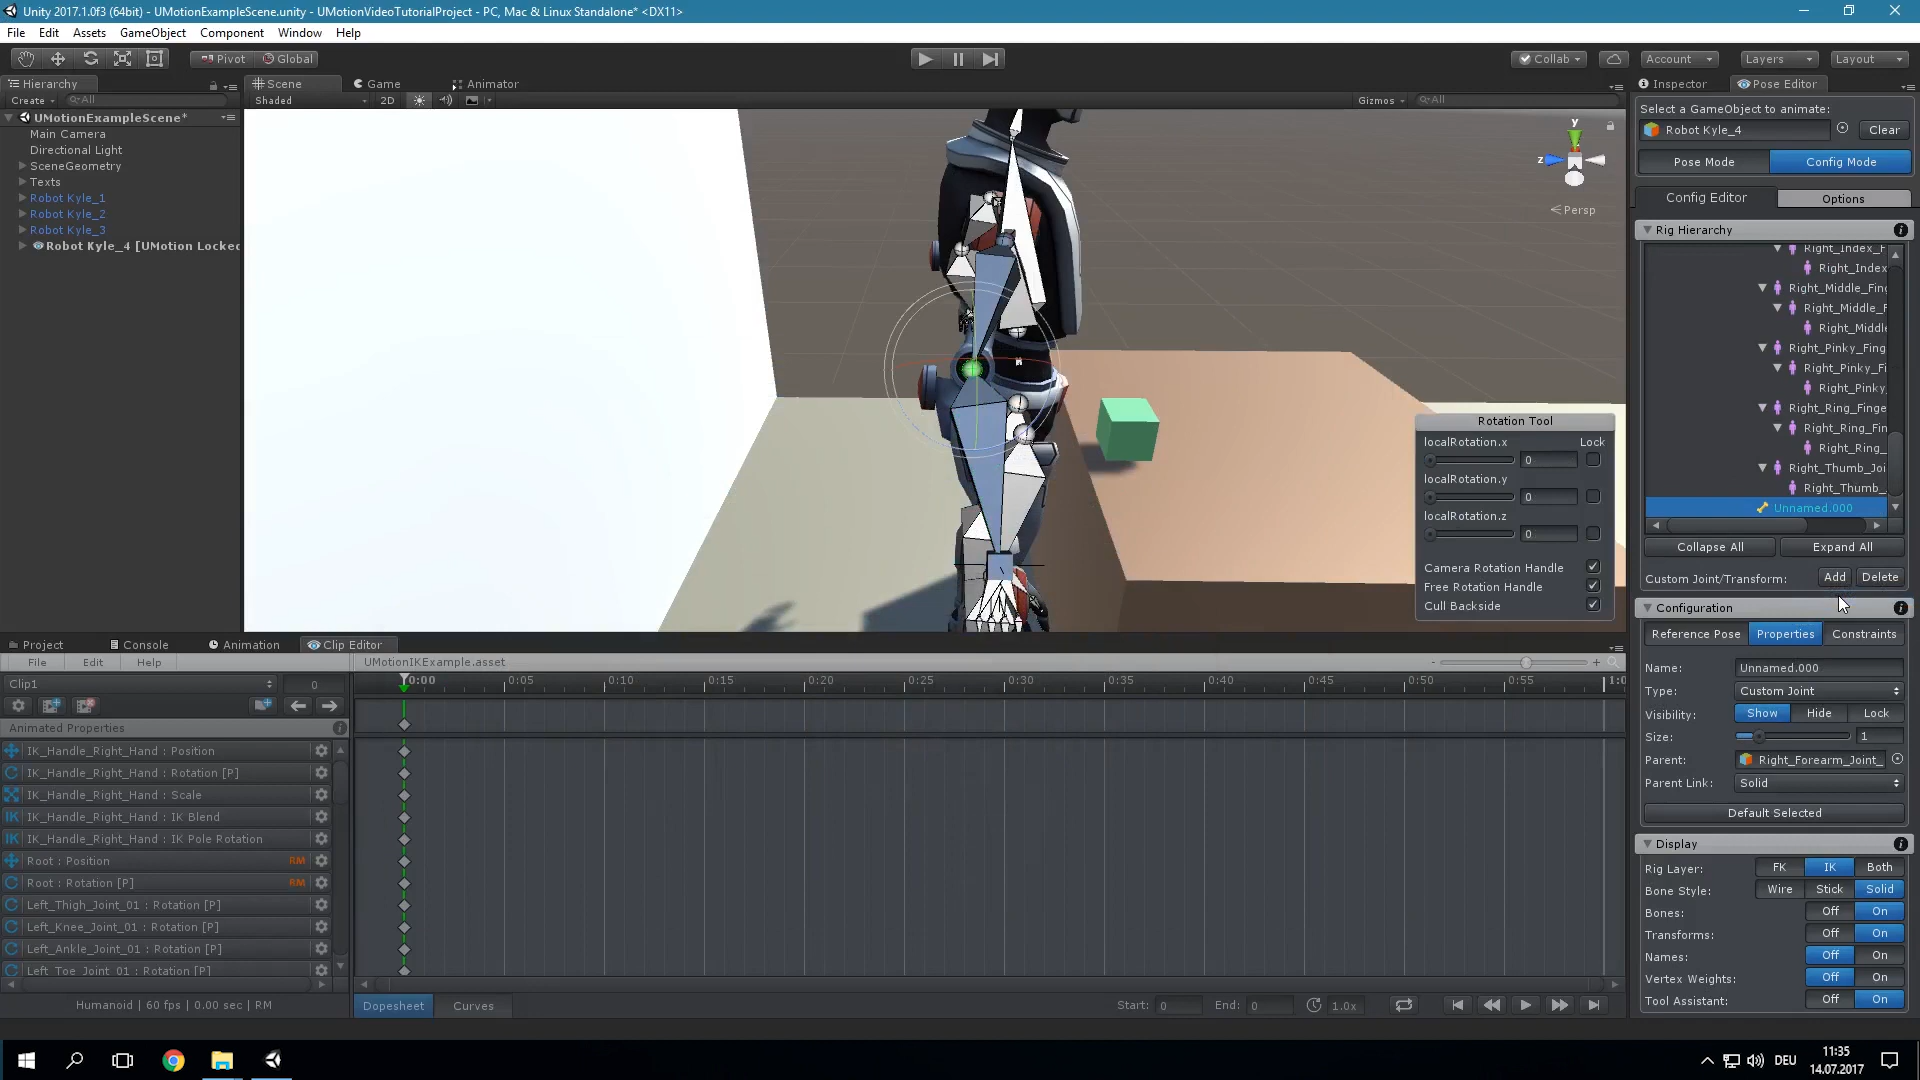 Unity 2017.1.0f3 (64bit) - UMotionExampleScene.unity - UMotionVideoTutorialProject - PC, Mac & Linux Standalone* <DX11>
File Edit Assets GameObject Component Window Help
Pivot Global Collab Account Layers Layout
Hierarchy
Create All
UMotionExampleScene*
Main Camera
Directional Light
SceneGeometry
Texts
Robot Kyle_1
Robot Kyle_2
Robot Kyle_3
Robot Kyle_4 [UMotion Locked
Scene Game Animator
Shaded 2D Gizmos All
y
z
Persp
Rotation Tool
localRotation.x Lock
0
localRotation.y
0
localRotation.z
0
Camera Rotation Handle
Free Rotation Handle
Cull Backside
Inspector Pose Editor
Select a GameObject to animate:
Robot Kyle_4 Clear
Pose Mode Config Mode
Config Editor Options
Rig Hierarchy
Right_Index_F
Right_Index
Right_Middle_Fing
Right_Middle_F
Right_Middle
Right_Pinky_Fing
Right_Pinky_Fi
Right_Pinky_
Right_Ring_Finge
Right_Ring_Fin
Right_Ring_
Right_Thumb_Joi
Right_Thumb_
Unnamed.000
Collapse All Expand All
Custom Joint/Transform: Add Delete
Configuration
Reference Pose Properties Constraints
Name: Unnamed.000
Type: Custom Joint
Visibility: Show Hide Lock
Size: 1
Parent: Right_Forearm_Joint_
Parent Link: Solid
Default Selected
Display
Rig Layer: FK IK Both
Bone Style: Wire Stick Solid
Bones: Off On
Transforms: Off On
Names: Off On
Vertex Weights: Off On
Tool Assistant: Off On
Project Console Animation Clip Editor
File Edit Help UMotionIKExample.asset
Clip1 0
0:00 0:05 0:10 0:15 0:20 0:25 0:30 0:35 0:40 0:45 0:50 0:55 1:0
Animated Properties
IK_Handle_Right_Hand : Position
IK_Handle_Right_Hand : Rotation [P]
IK_Handle_Right_Hand : Scale
IK IK_Handle_Right_Hand : IK Blend
IK IK_Handle_Right_Hand : IK Pole Rotation
Root : Position RM
Root : Rotation [P] RM
Left_Thigh_Joint_01 : Rotation [P]
Left_Knee_Joint_01 : Rotation [P]
Left_Ankle_Joint_01 : Rotation [P]
Left_Toe_Joint_01 : Rotation [P]
Humanoid | 60 fps | 0.00 sec | RM
Dopesheet Curves Start: 0 End: 0 1.0x
DEU
11:35
14.07.2017